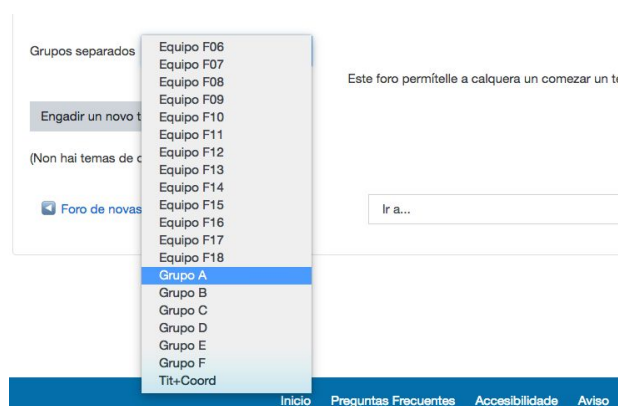 Grupos separados
Equipo F06
Equipo F07
Equipo F08
Equipo F09
Equipo F10
Equipo F11
Equipo F12
Equipo F13
Equipo F14
Equipo F15
Equipo F16
Equipo F17
Equipo F18
Grupo A
Grupo B
Grupo C
Grupo D
Grupo E
Grupo F
Tit+Coord
Este foro permítelle a calquera un comezar un
Engadir un novo
(Non hai temas de
Foro de novas
Ir a...
Inicio Preguntas Frecuentes Accesibilidade Aviso